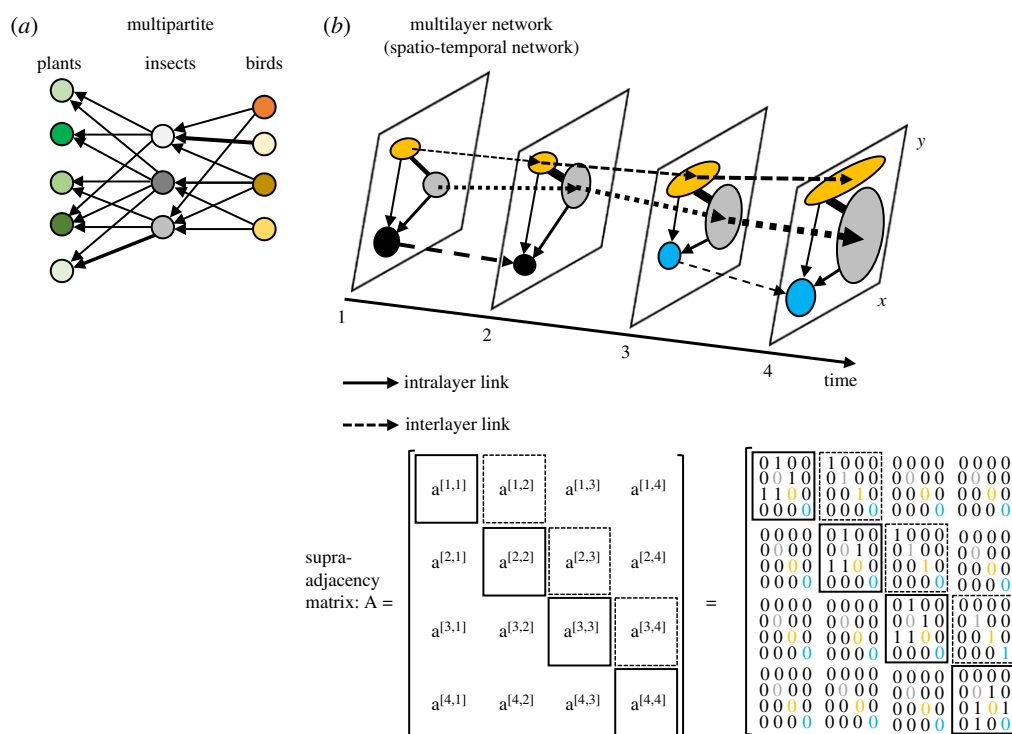 (a)
multipartite
plants
insects
birds
(b)
multilayer network
(spatio-temporal network)
y
x
1
2
3
4
time
intralayer link
interlayer link
supra-
adjacency
matrix: A =
a[1,1] a[1,2] a[1,3] a[1,4]
a[2,1] a[2,2] a[2,3] a[2,4]
a[3,1] a[3,2] a[3,3] a[3,4]
a[4,1] a[4,2] a[4,3] a[4,4]
=
0 1 0 0 1 0 0 0 0 0 0 0 0 0 0 0
0 0 1 0 0 1 0 0 0 0 0 0 0 0 0 0
1 1 0 0 0 0 1 0 0 0 0 0 0 0 0 0
0 0 0 0 0 0 0 0 0 0 0 0 0 0 0 0
0 0 0 0 0 1 0 0 1 0 0 0 0 0 0 0
0 0 0 0 0 0 1 0 0 1 0 0 0 0 0 0
0 0 0 0 1 1 0 0 0 0 1 0 0 0 0 0
0 0 0 0 0 0 0 0 0 0 0 0 0 0 0 0
0 0 0 0 0 0 0 0 0 1 0 0 0 0 0 0
0 0 0 0 0 0 0 0 0 0 1 0 0 1 0 0
0 0 0 0 0 0 0 0 1 1 0 0 0 0 1 0
0 0 0 0 0 0 0 0 0 0 0 0 0 0 0 1
0 0 0 0 0 0 0 0 0 0 0 0 0 0 0 0
0 0 0 0 0 0 0 0 0 0 0 0 0 0 1 0
0 0 0 0 0 0 0 0 0 0 0 0 0 1 0 1
0 0 0 0 0 0 0 0 0 0 0 0 0 1 0 0